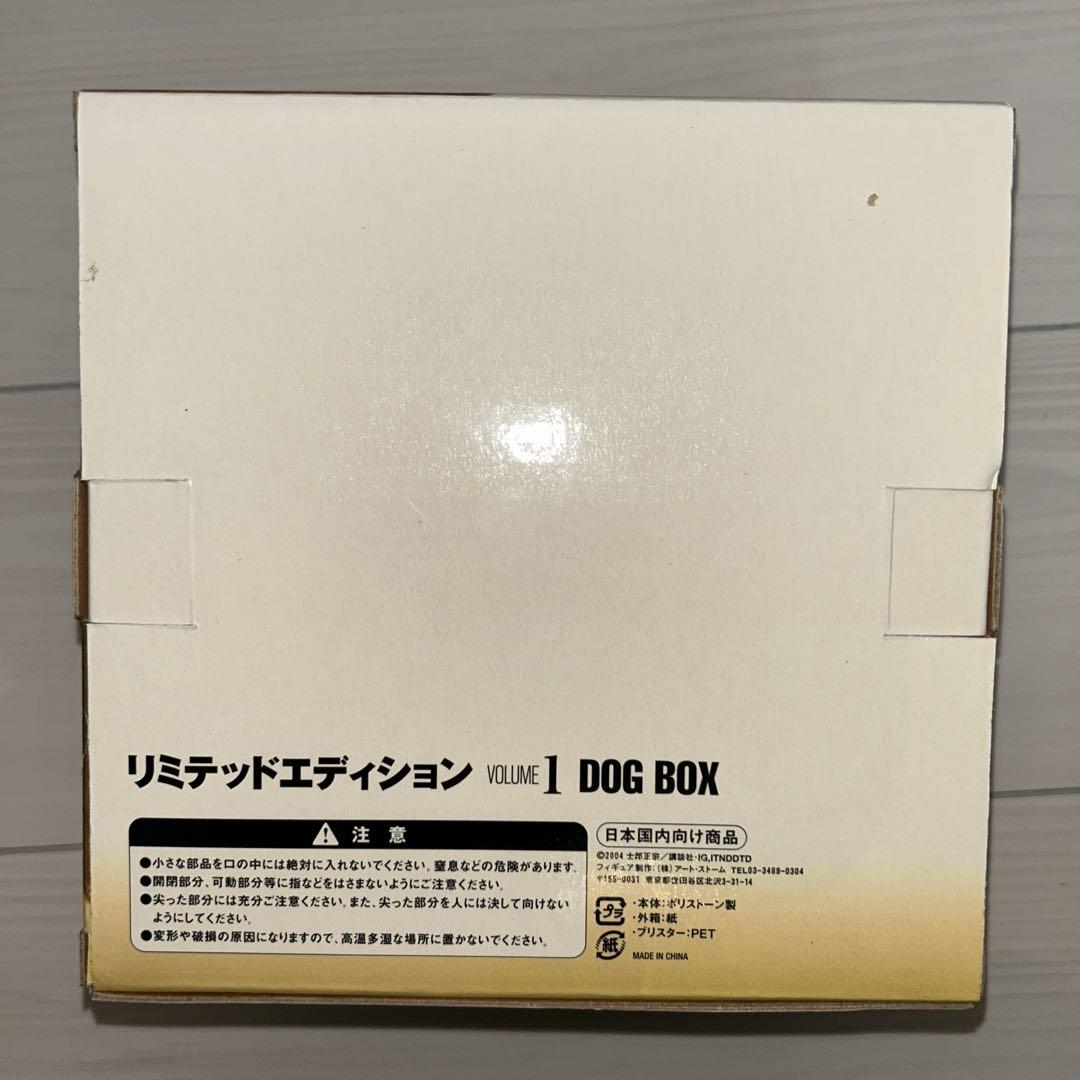 リミテッドエディション VOLUME 1 DOG BOX
注意
●小さな部品を口の中には絶対に入れないでください。窒息などの危険があります。
●開閉部分、可動部分等に指などをはさまないようにご注意ください。
●尖った部分には充分ご注意ください。また、尖った部分を人には決して向けない
ようにしてください。
●変形や破損の原因になりますので、高温多湿な場所に置かないでください。
日本国内向け商品
©2004 士郎正宗／講談社・IG,ITNDDTD
フィギュア制作：(株)アート・ストーム TEL03-3469-0304
〒155-0031 東京都世田谷区北沢3-31-14
プラ
・本体：ポリストーン製
・外箱：紙
・ブリスター：PET
紙
MADE IN CHINA